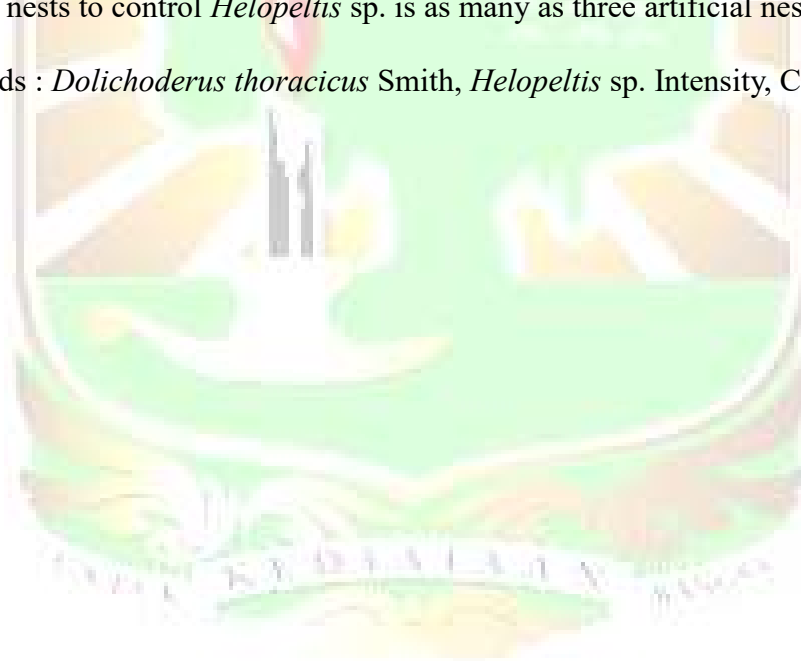 nests to control Helopeltis sp. is as many as three artificial nes
ds : Dolichoderus thoracicus Smith, Helopeltis sp. Intensity, C